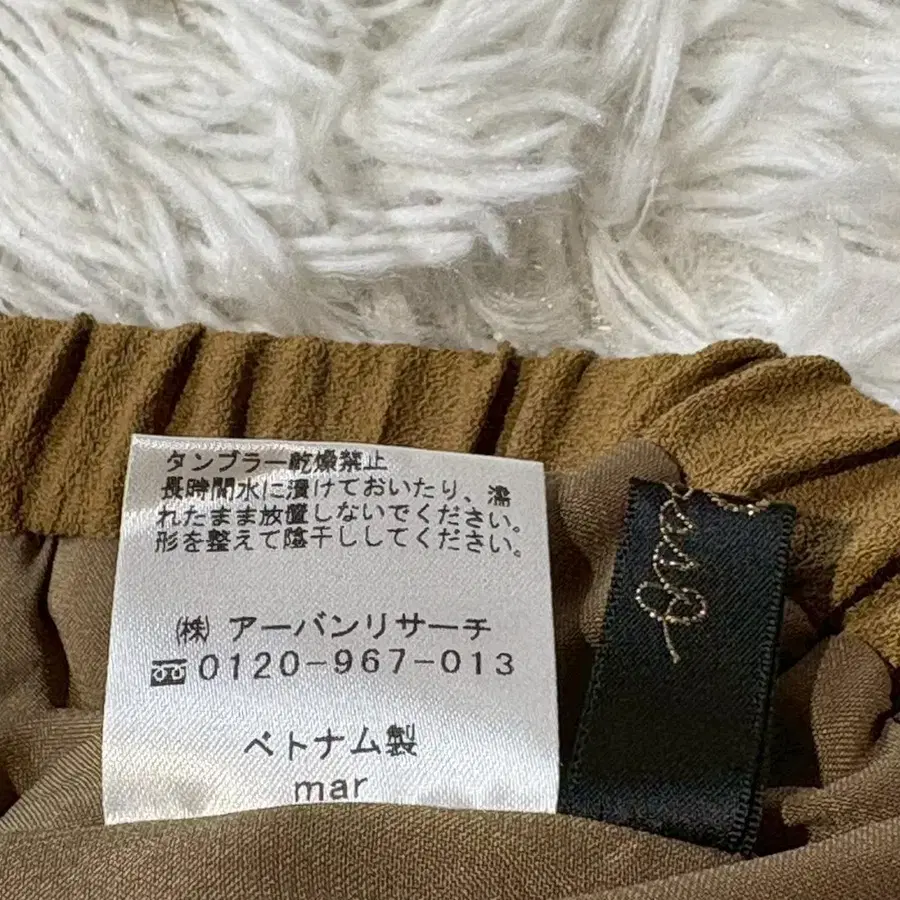 タンブラー乾燥禁止
長時間水に漬けておいたり、濡
れたまま放置しないでください。
形を整えて陰干ししてください。
㈱ アーバンリサーチ
0120-967-013
ベトナム製
mar